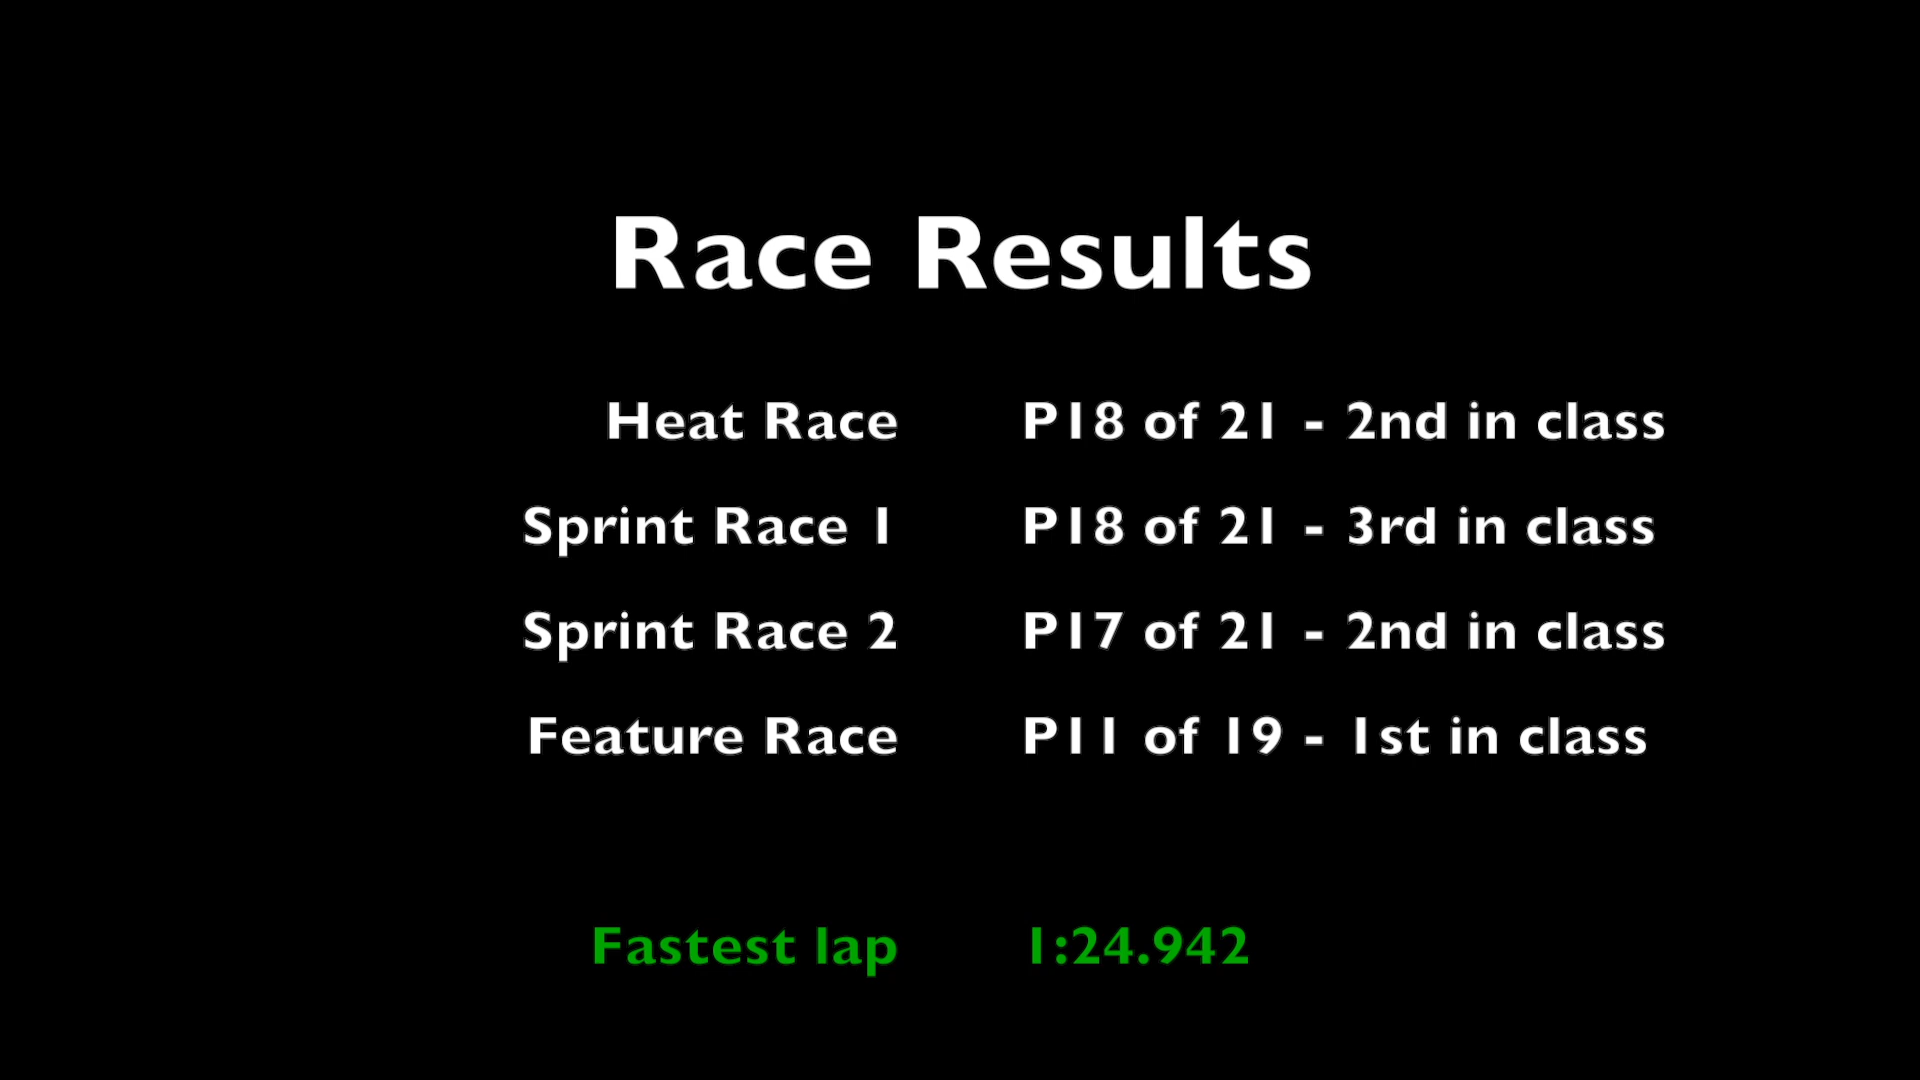 Race Results
Heat Race P18 of 21 - 2nd in class
Sprint Race 1 P18 of 21 - 3rd in class
Sprint Race 2 P17 of 21 - 2nd in class
Feature Race P11 of 19 - 1st in class
Fastest lap 1:24.942